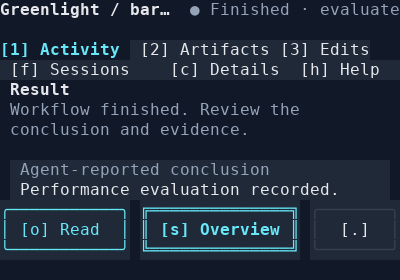 Greenlight / bar… ● Finished · evaluate
[1] Activity [2] Artifacts [3] Edits
[f] Sessions [c] Details [h] Help
Result
Workflow finished. Review the
conclusion and evidence.
Agent-reported conclusion
Performance evaluation recorded.
[o] Read [s] Overview [.]